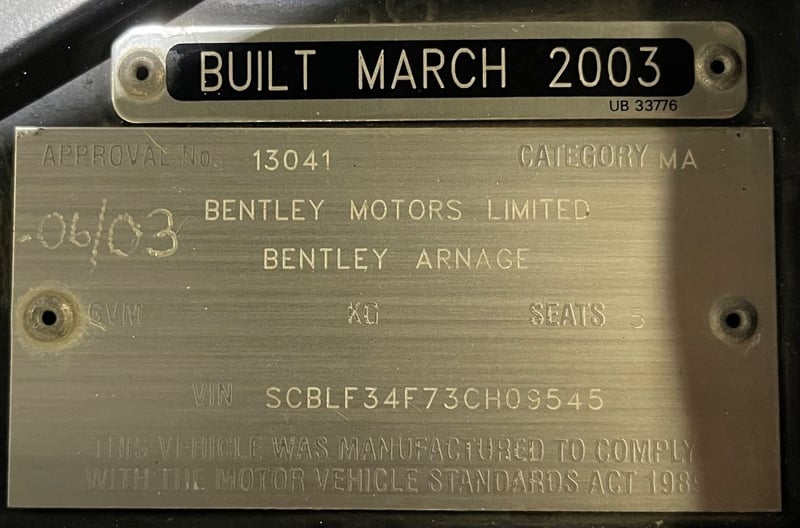 BUILT MARCH 2003
UB 33776
APPROVAL No. 13041 CATEGORY MA
BENTLEY MOTORS LIMITED
-06/03
BENTLEY ARNAGE
GVM KG SEATS 5
VIN SCBLF34F73CH09545
THIS VEHICLE WAS MANUFACTURED TO COMPLY
WITH THE MOTOR VEHICLE STANDARDS ACT 1989